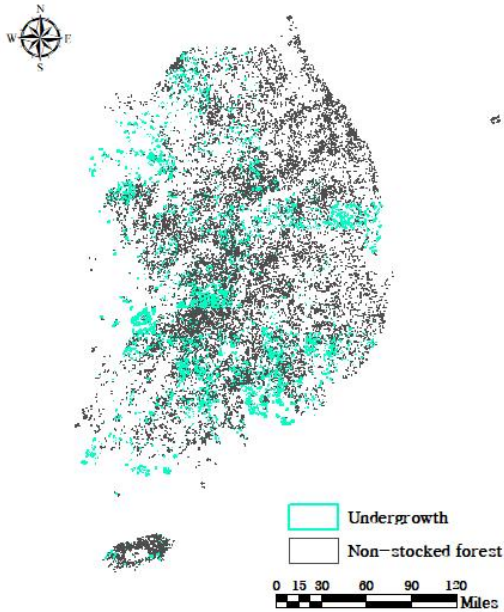 N
W E
S
Undergrowth
Non-stocked forest
0 15 30 60 90 120
Miles